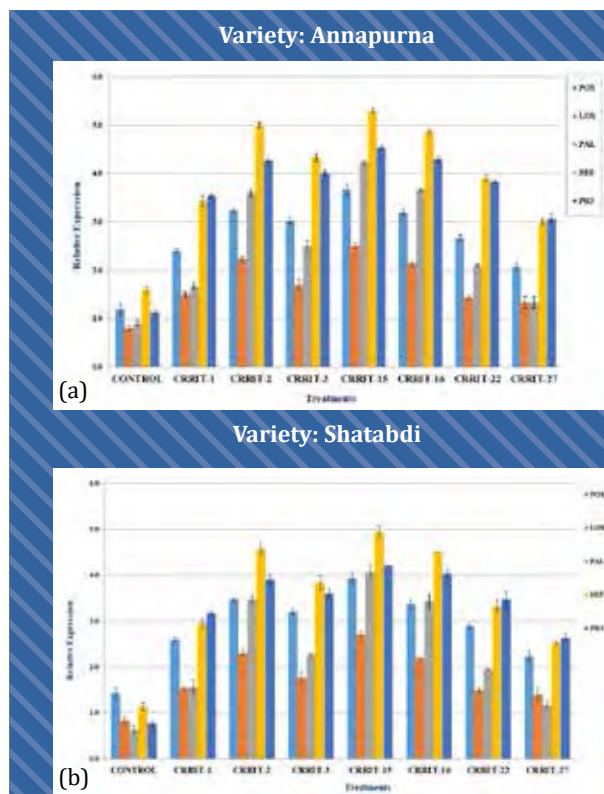 Variety: Annapurna
6.0
5.0
4.0
3.0
2.0
1.0
0.0
Relative Expression
POX
LOX
PAL
CONTROL CRRIT-1 CRRIT-2 CRRIT-3 CRRIT-15 CRRIT-16 CRRIT-22 CRRIT-27
(a)
Treatments
Variety: Shatabdi
6.0
5.0
4.0
3.0
2.0
1.0
0.0
Relative Expression
POX
LOX
PAL
CONTROL CRRIT-1 CRRIT-2 CRRIT-3 CRRIT-15 CRRIT-16 CRRIT-22 CRRIT-27
(b)
Treatments